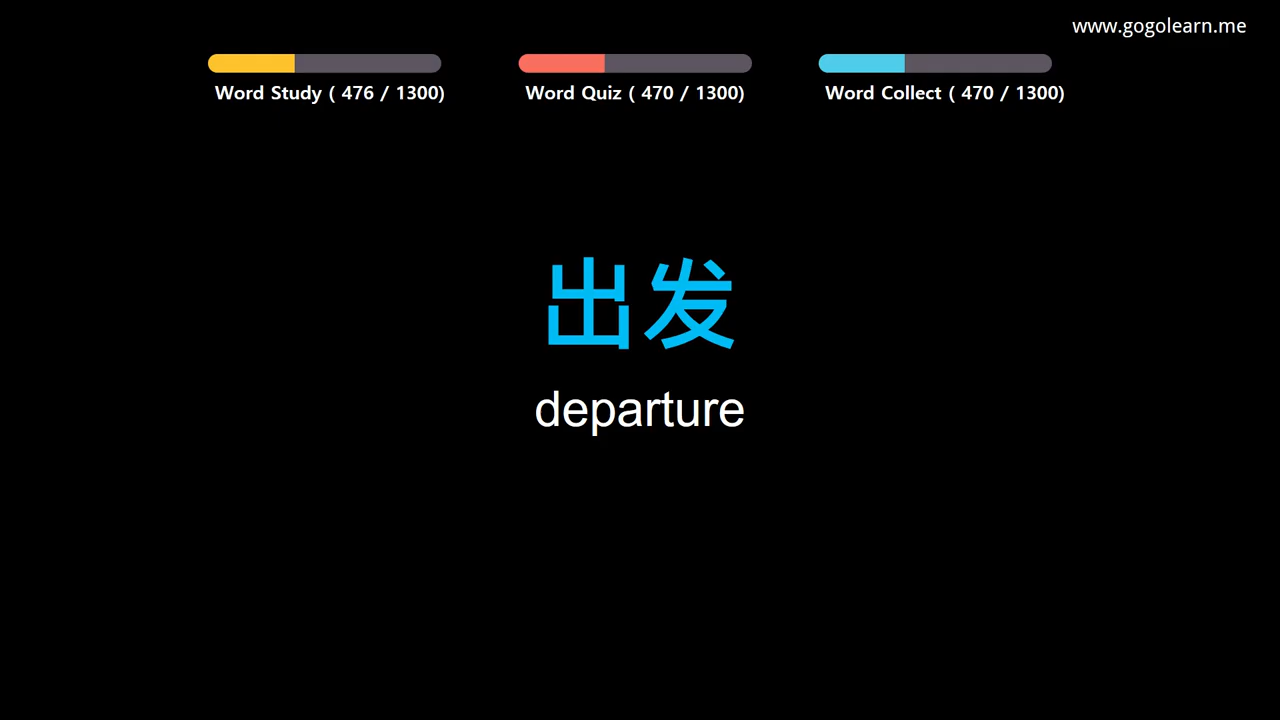 www.gogolearn.me
Word Study ( 476 / 1300)
Word Quiz ( 470 / 1300)
Word Collect ( 470 / 1300)
出发
departure